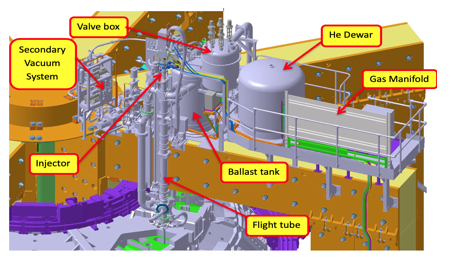 Valve box
He Dewar
Secondary
Vacuum
System
Gas Manifold
Injector
Ballast tank
Flight tube